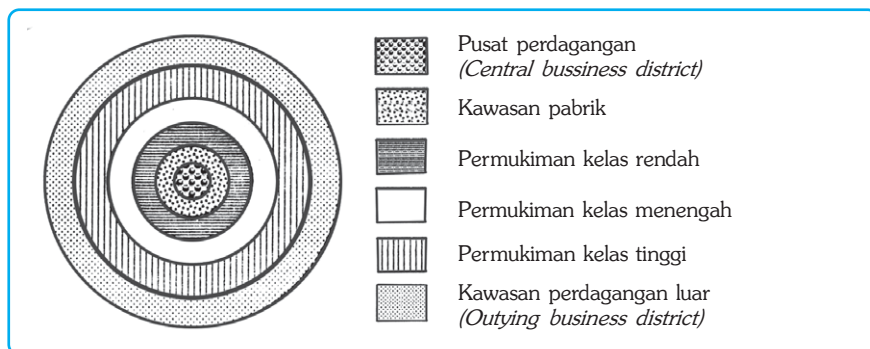 Pusat perdagangan
(Central bussiness district)
Kawasan pabrik
Permukiman kelas rendah
Permukiman kelas menengah
Permukiman kelas tinggi
Kawasan perdagangan luar
(Outying business district)